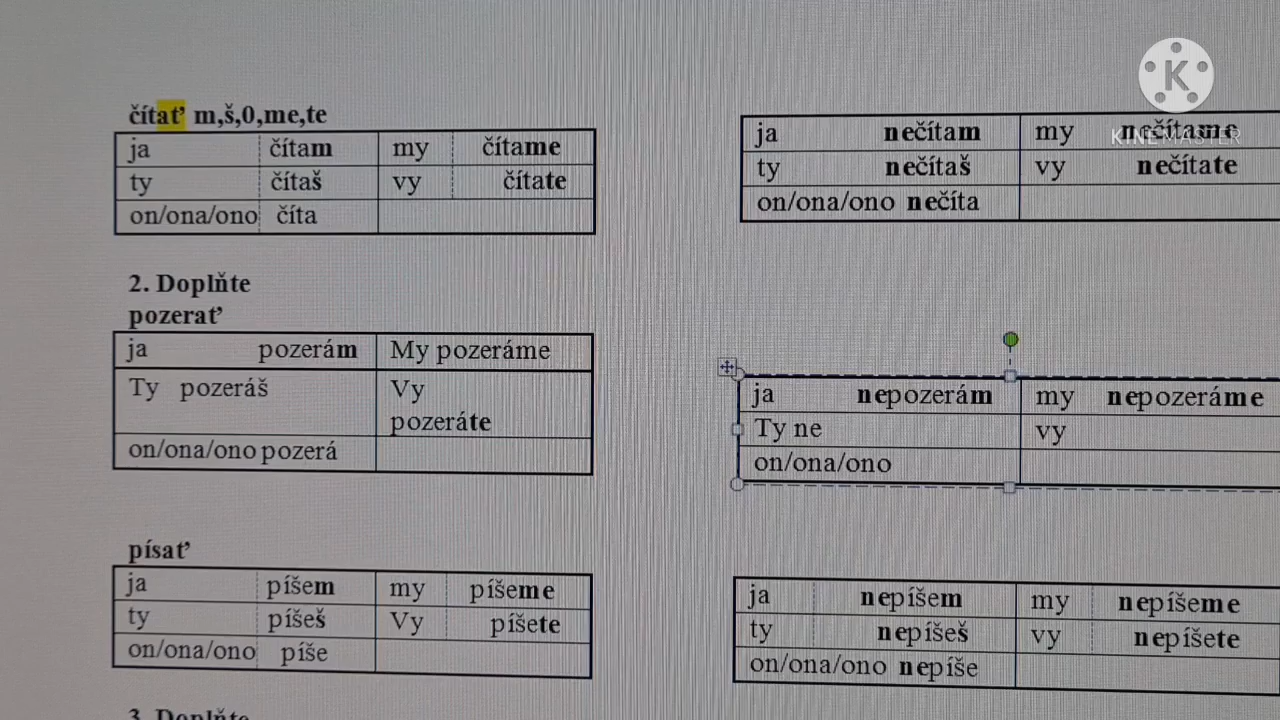 čítať m,š,0,me,te
ja čítam my čítame
ty čítaš vy čítate
on/ona/ono číta
ja nečítam my nečítame
ty nečítaš vy nečítate
on/ona/ono nečíta
K
KINEMASTER
2. Doplňte
pozerať
ja pozerám My pozeráme
Ty pozeráš Vy
pozeráte
on/ona/ono pozerá
ja nepozerám my nepozeráme
Ty ne vy
on/ona/ono
písať
ja píšem my píšeme
ty píšeš Vy píšete
on/ona/ono píše
ja nepíšem my nepíšeme
ty nepíšeš vy nepíšete
on/ona/ono nepíše
3. Doplňte